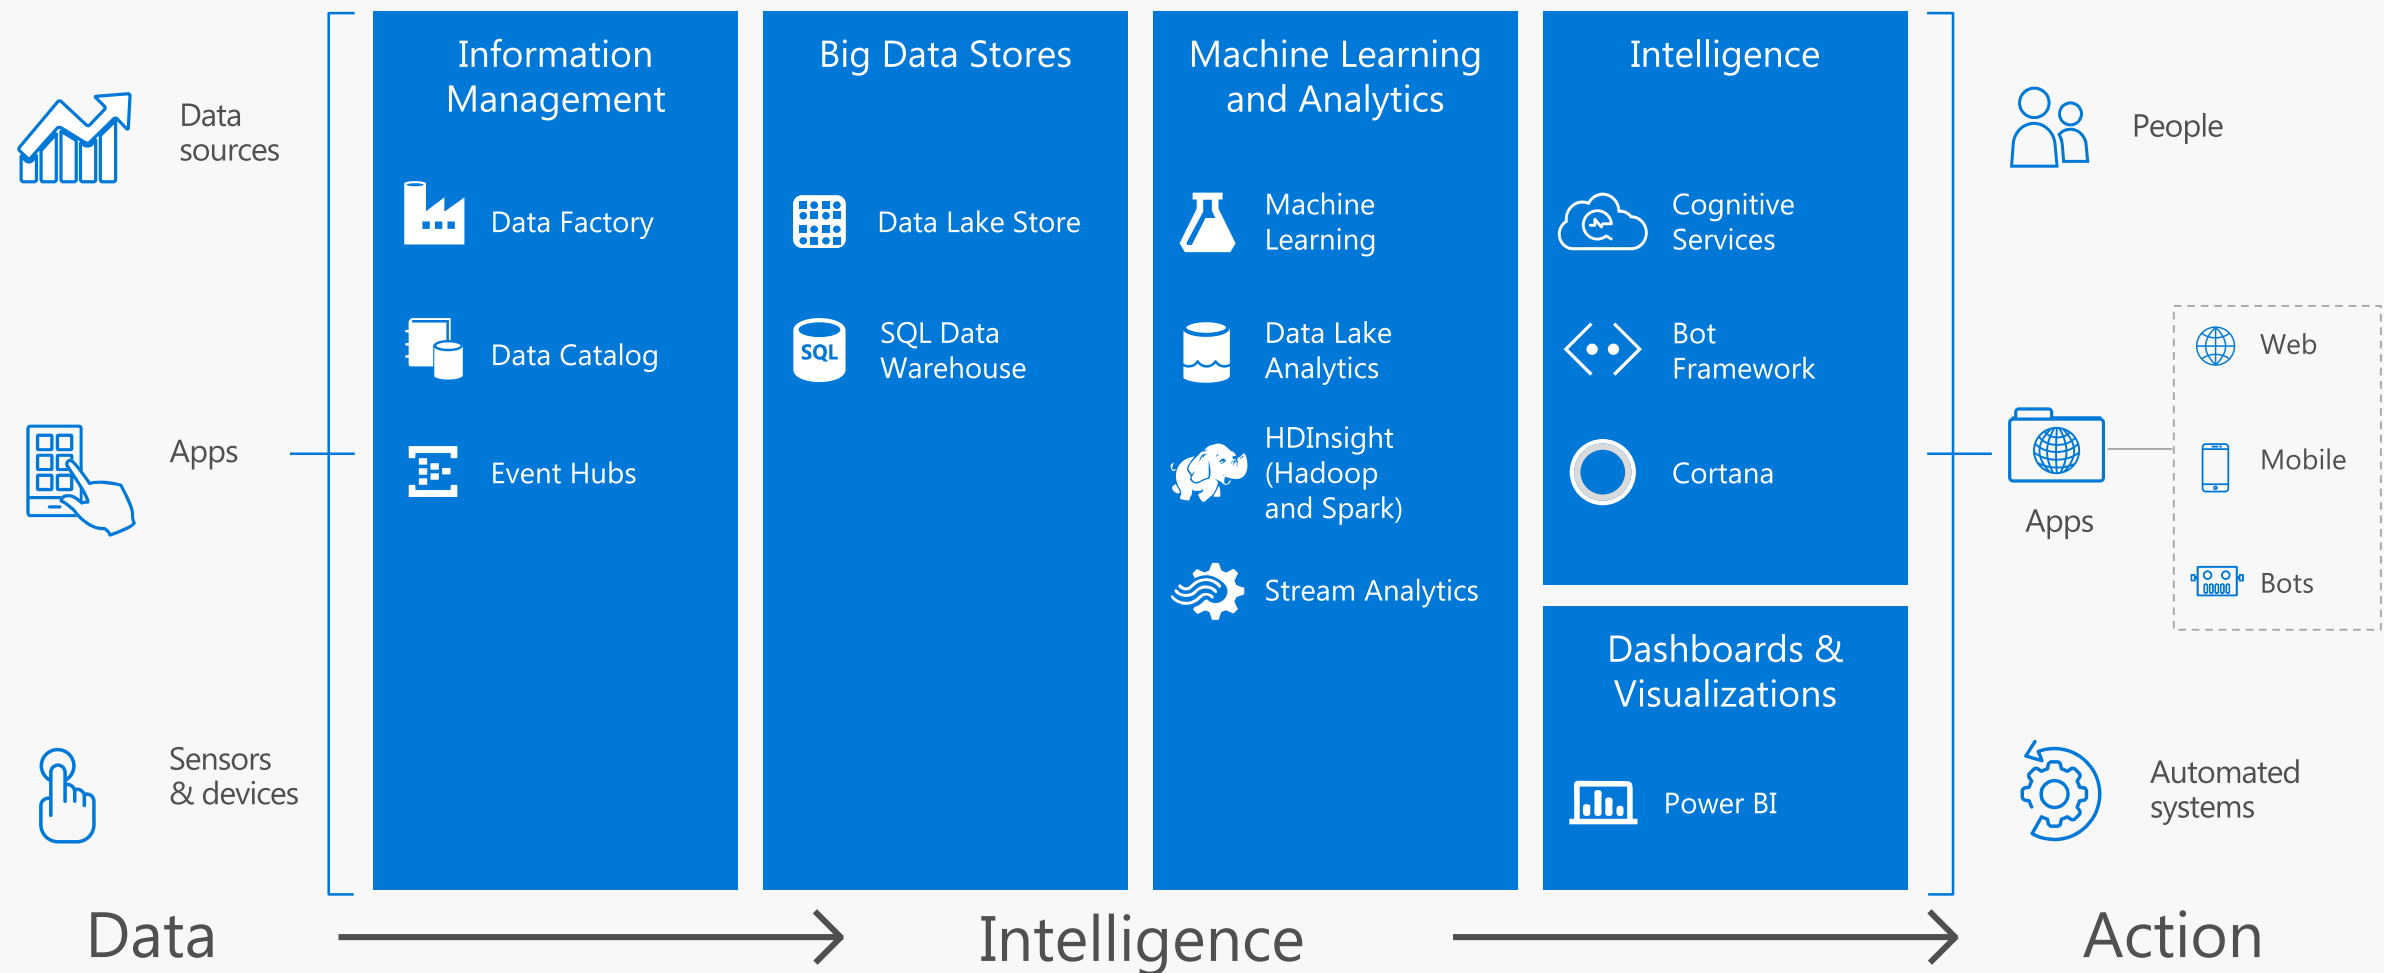 Data
sources
Apps
Sensors
& devices
Information
Management
Data Factory
Data Catalog
Event Hubs
Big Data Stores
Data Lake Store
SQL
SQL Data
Warehouse
Machine Learning
and Analytics
Machine
Learning
Data Lake
Analytics
HDInsight
(Hadoop
and Spark)
Stream Analytics
Intelligence
Cognitive
Services
Bot
Framework
Cortana
Dashboards &
Visualizations
Power BI
People
Apps
Web
Mobile
Bots
Automated
systems
Data
Intelligence
Action